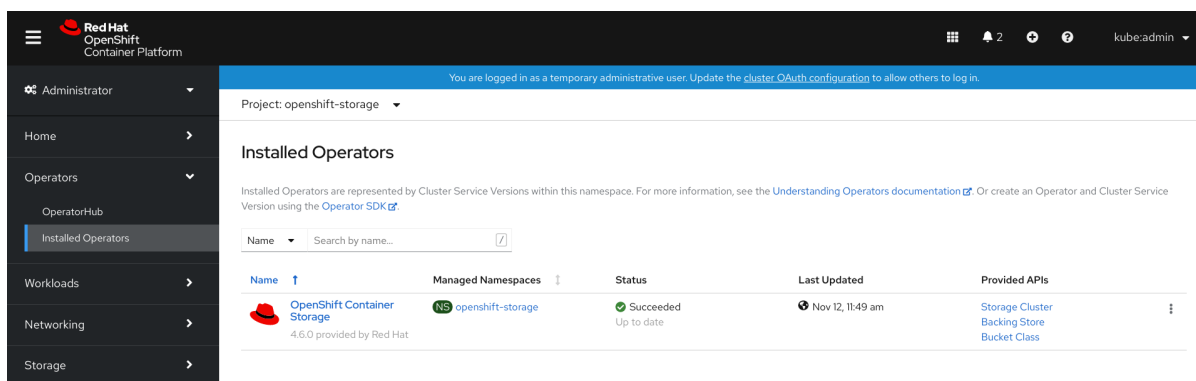 Red Hat
OpenShift
Container Platform
2
kube:admin
You are logged in as a temporary administrative user. Update the cluster OAuth configuration to allow others to log in.
Administrator
Project: openshift-storage
Home
Operators
OperatorHub
Installed Operators
Workloads
Networking
Storage
Installed Operators
Installed Operators are represented by Cluster Service Versions within this namespace. For more information, see the Understanding Operators documentation. Or create an Operator and Cluster Service
Version using the Operator SDK.
Name Search by name... /
Name Managed Namespaces Status Last Updated Provided APIs
OpenShift Container NS openshift-storage Succeeded Nov 12, 11:49 am Storage Cluster
Storage Up to date Backing Store
4.6.0 provided by Red Hat Bucket Class